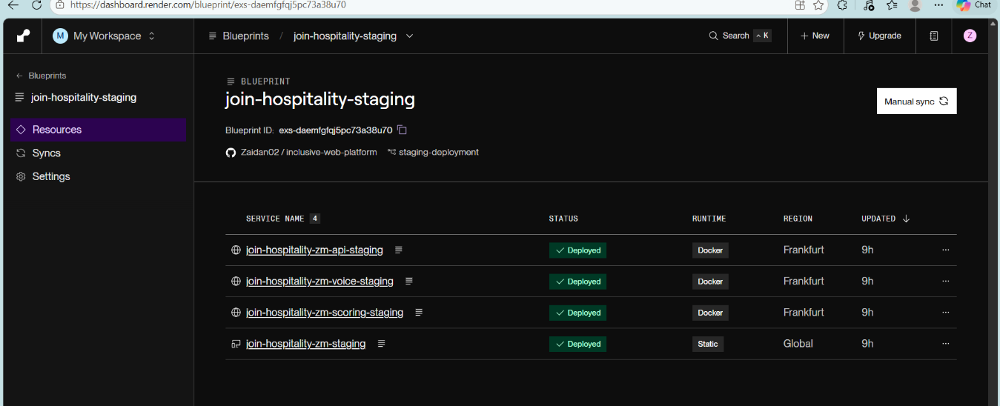 https://dashboard.render.com/blueprint/exs-daemfgfqj5pc73a38u70
Chat
M My Workspace
Blueprints / join-hospitality-staging
Search ^ K
+ New
Upgrade
Z
← Blueprints
join-hospitality-staging
Resources
Syncs
Settings
BLUEPRINT
join-hospitality-staging
Manual sync
Blueprint ID: exs-daemfgfqj5pc73a38u70
Zaidan02 / inclusive-web-platform staging-deployment
SERVICE NAME 4 STATUS RUNTIME REGION UPDATED ↓
join-hospitality-zm-api-staging Deployed Docker Frankfurt 9h ...
join-hospitality-zm-voice-staging Deployed Docker Frankfurt 9h ...
join-hospitality-zm-scoring-staging Deployed Docker Frankfurt 9h ...
join-hospitality-zm-staging Deployed Static Global 9h ...